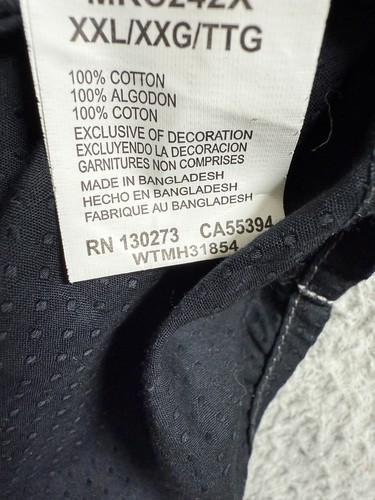 XXL/XXG/TTG
100% COTTON
100% ALGODON
100% COTON
EXCLUSIVE OF DECORATION
EXCLUYENDO LA DECORACION
GARNITURES NON COMPRISES
MADE IN BANGLADESH
HECHO EN BANGLADESH
FABRIQUE AU BANGLADESH
RN 130273 CA55394
WTMH31854